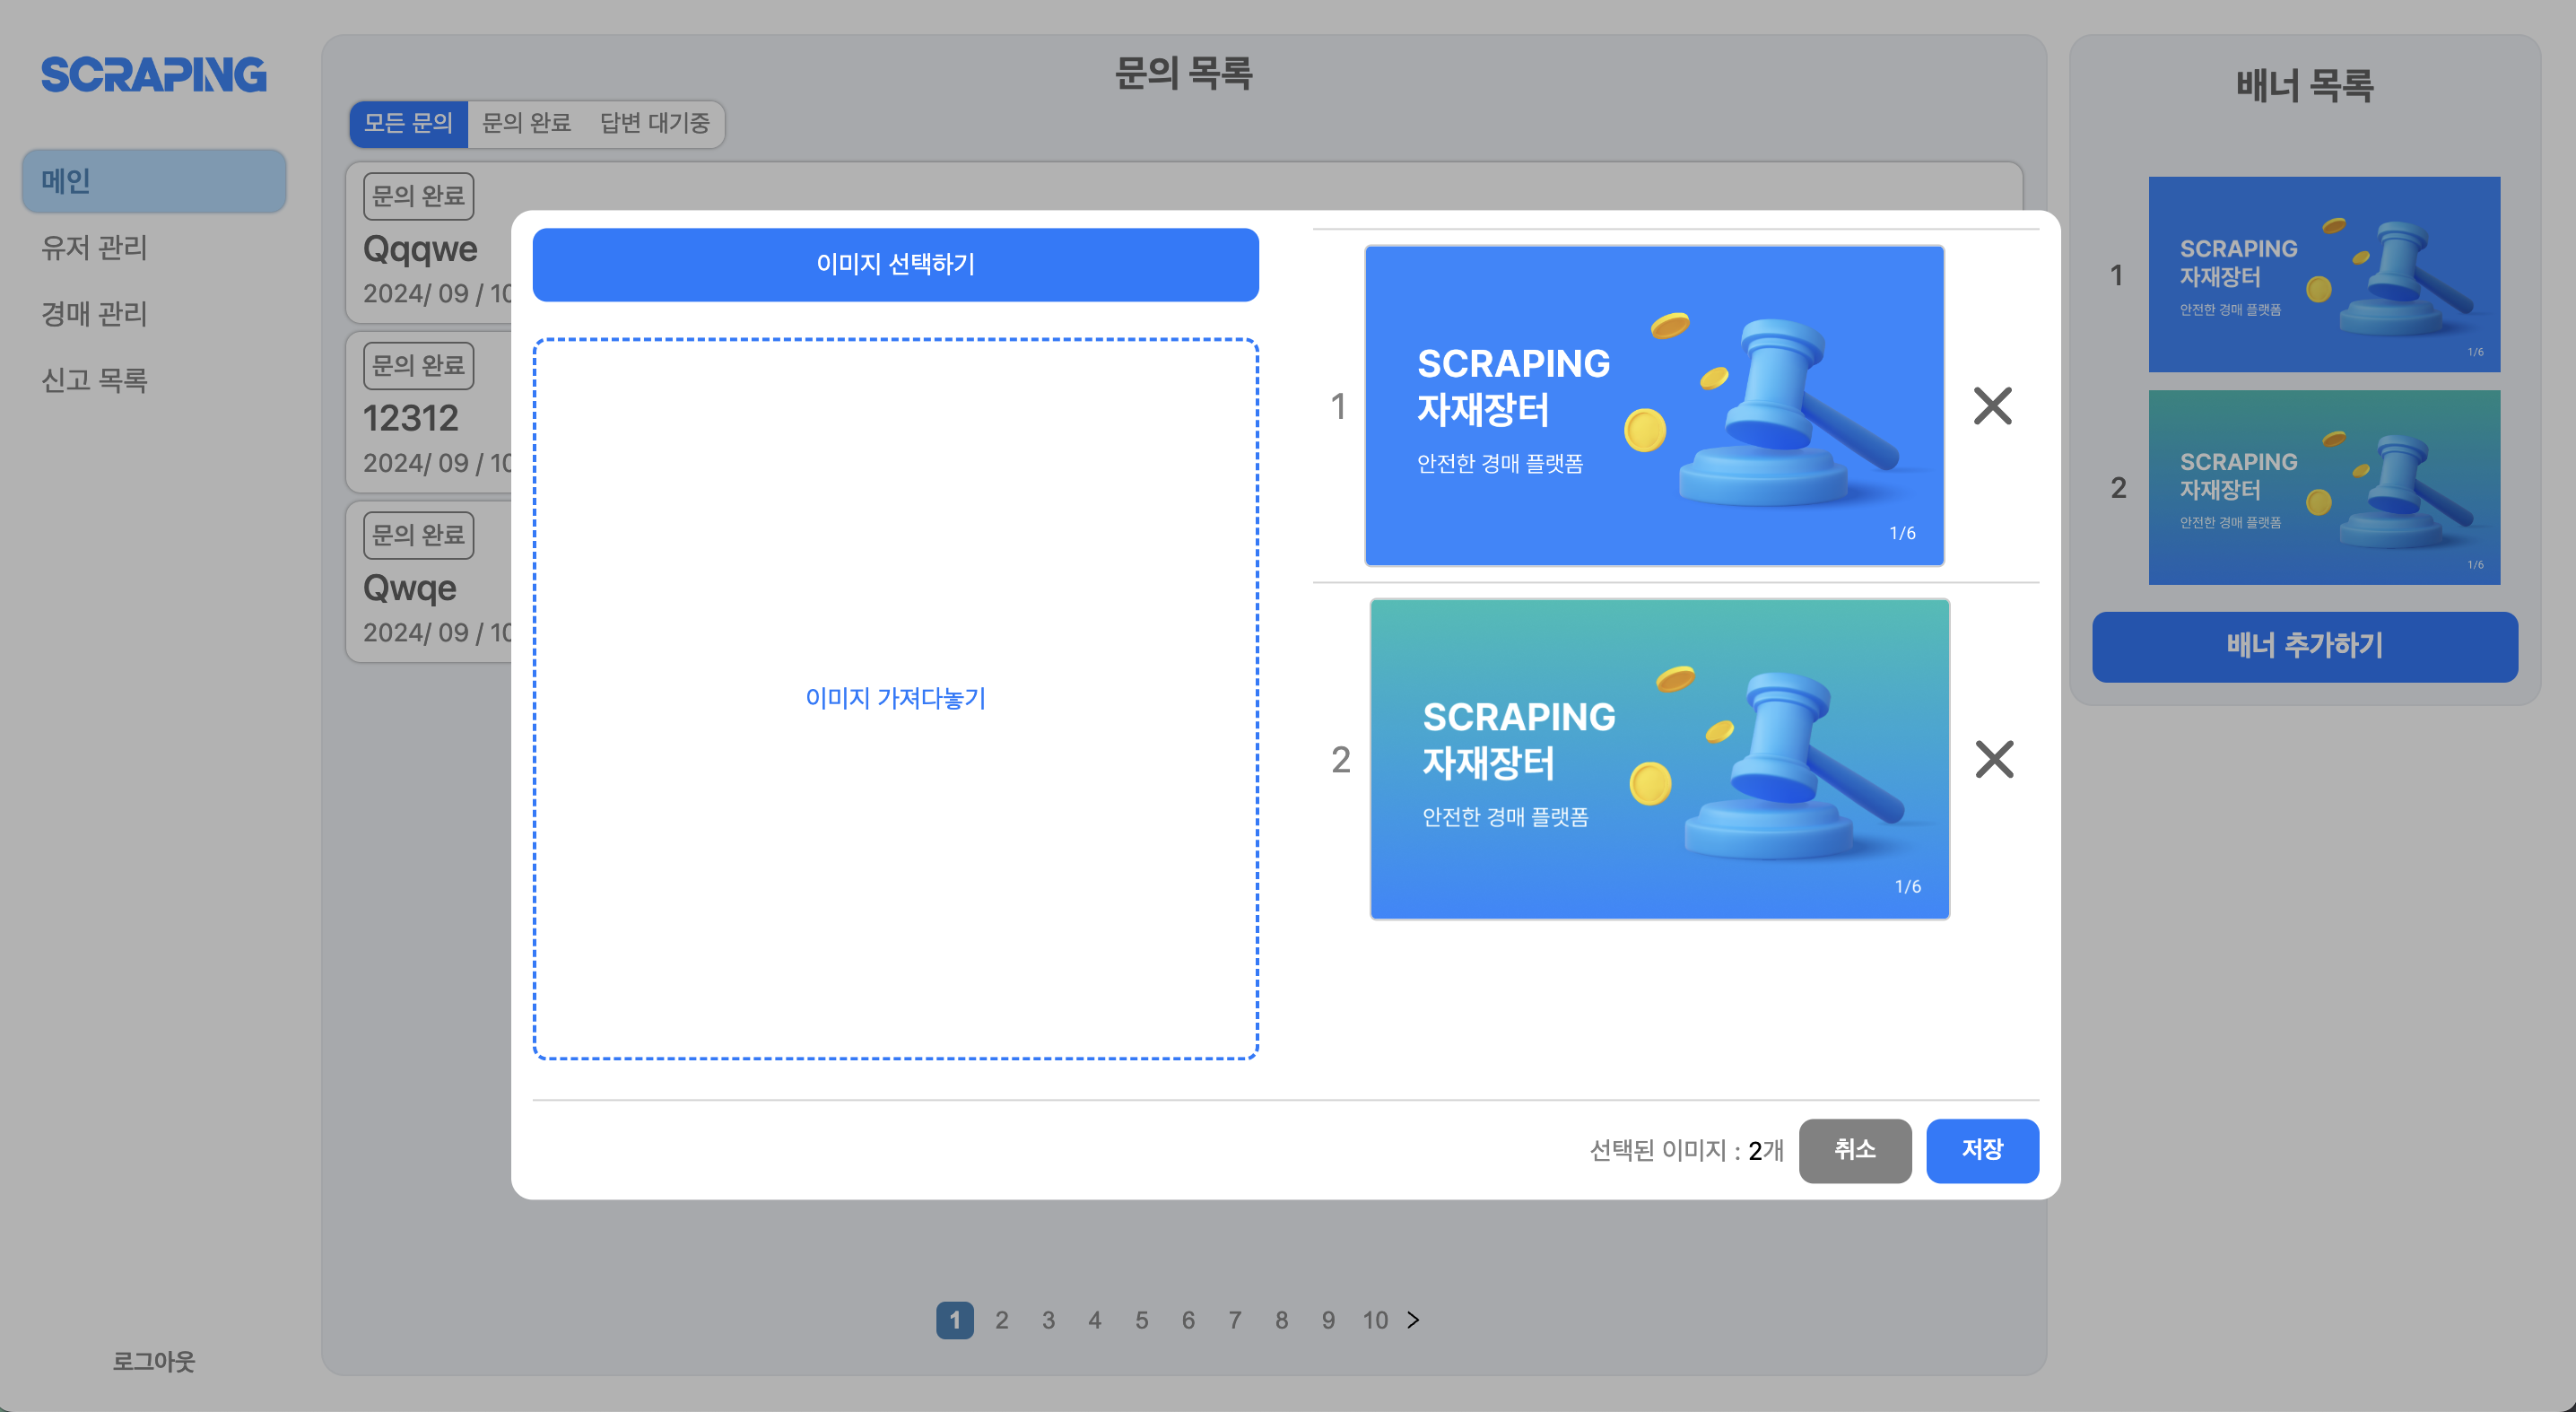 SCRAPING
메인
유저 관리
경매 관리
신고 목록
로그아웃
문의 목록
모든 문의 문의 완료 답변 대기중
문의 완료
Qqqwe
2024/ 09 / 10
문의 완료
12312
2024/ 09 / 10
문의 완료
Qwqe
2024/ 09 / 10
1 2 3 4 5 6 7 8 9 10 >
이미지 선택하기
이미지 가져다놓기
1
SCRAPING
자재장터
안전한 경매 플랫폼
1/6
2
SCRAPING
자재장터
안전한 경매 플랫폼
1/6
선택된 이미지 : 2개
취소
저장
배너 목록
1
SCRAPING
자재장터
안전한 경매 플랫폼
1/6
2
SCRAPING
자재장터
안전한 경매 플랫폼
1/6
배너 추가하기